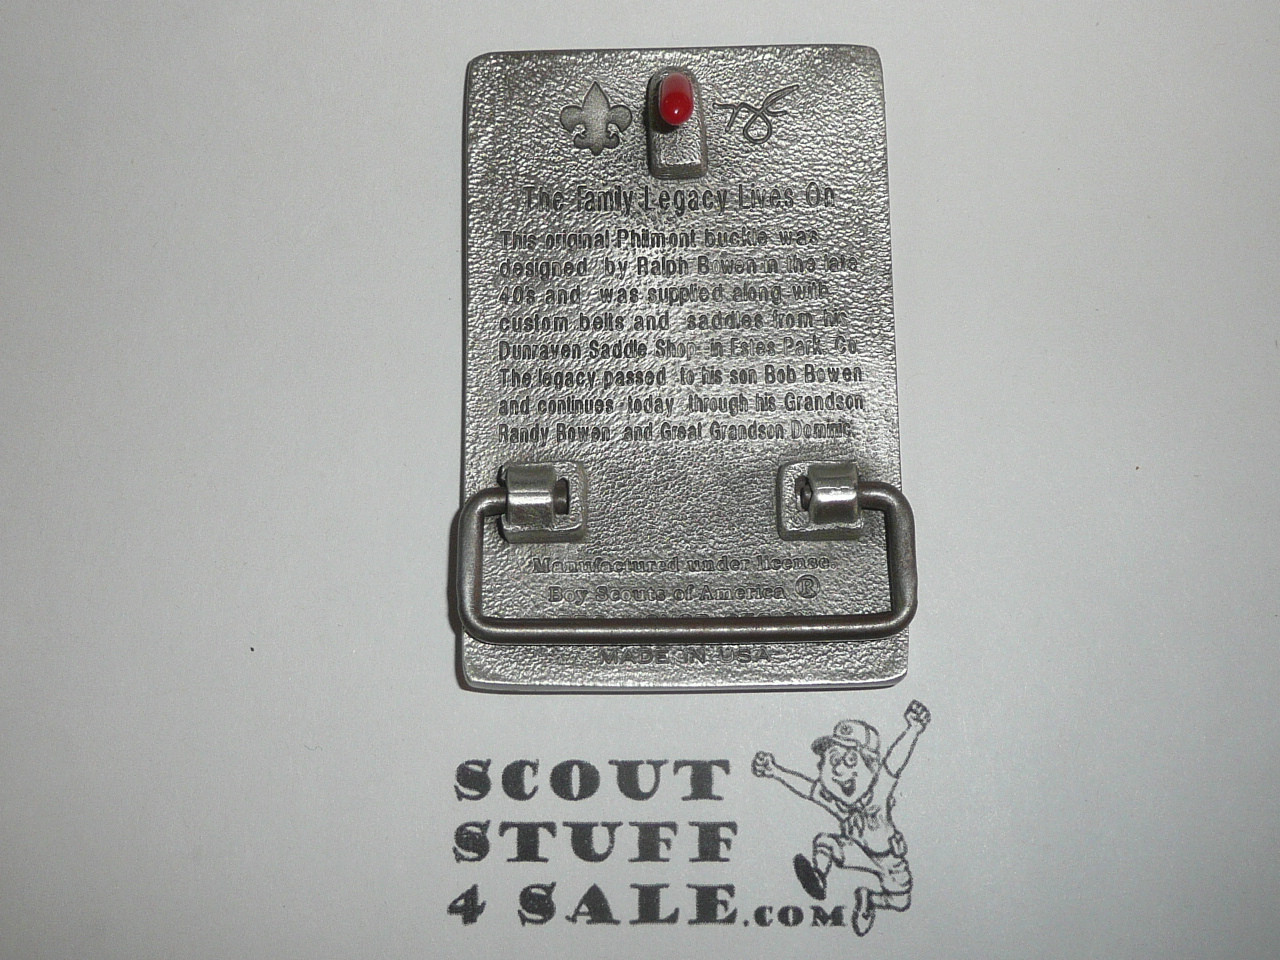 The Family Legacy Lives On
This original Philmont buckle was
designed by Ralph Bowen in the late
40s and was supplied along with
custom belts and saddles from his
Dunraven Saddle Shop in Estes Park, Co.
The legacy passed to his son Bob Bowen
and continues today through his Grandson
Randy Bowen and Great Grandson Dominic
Manufactured under license.
Boy Scouts of America ®
MADE IN USA
SCOUT
STUFF
4 SALE.COM